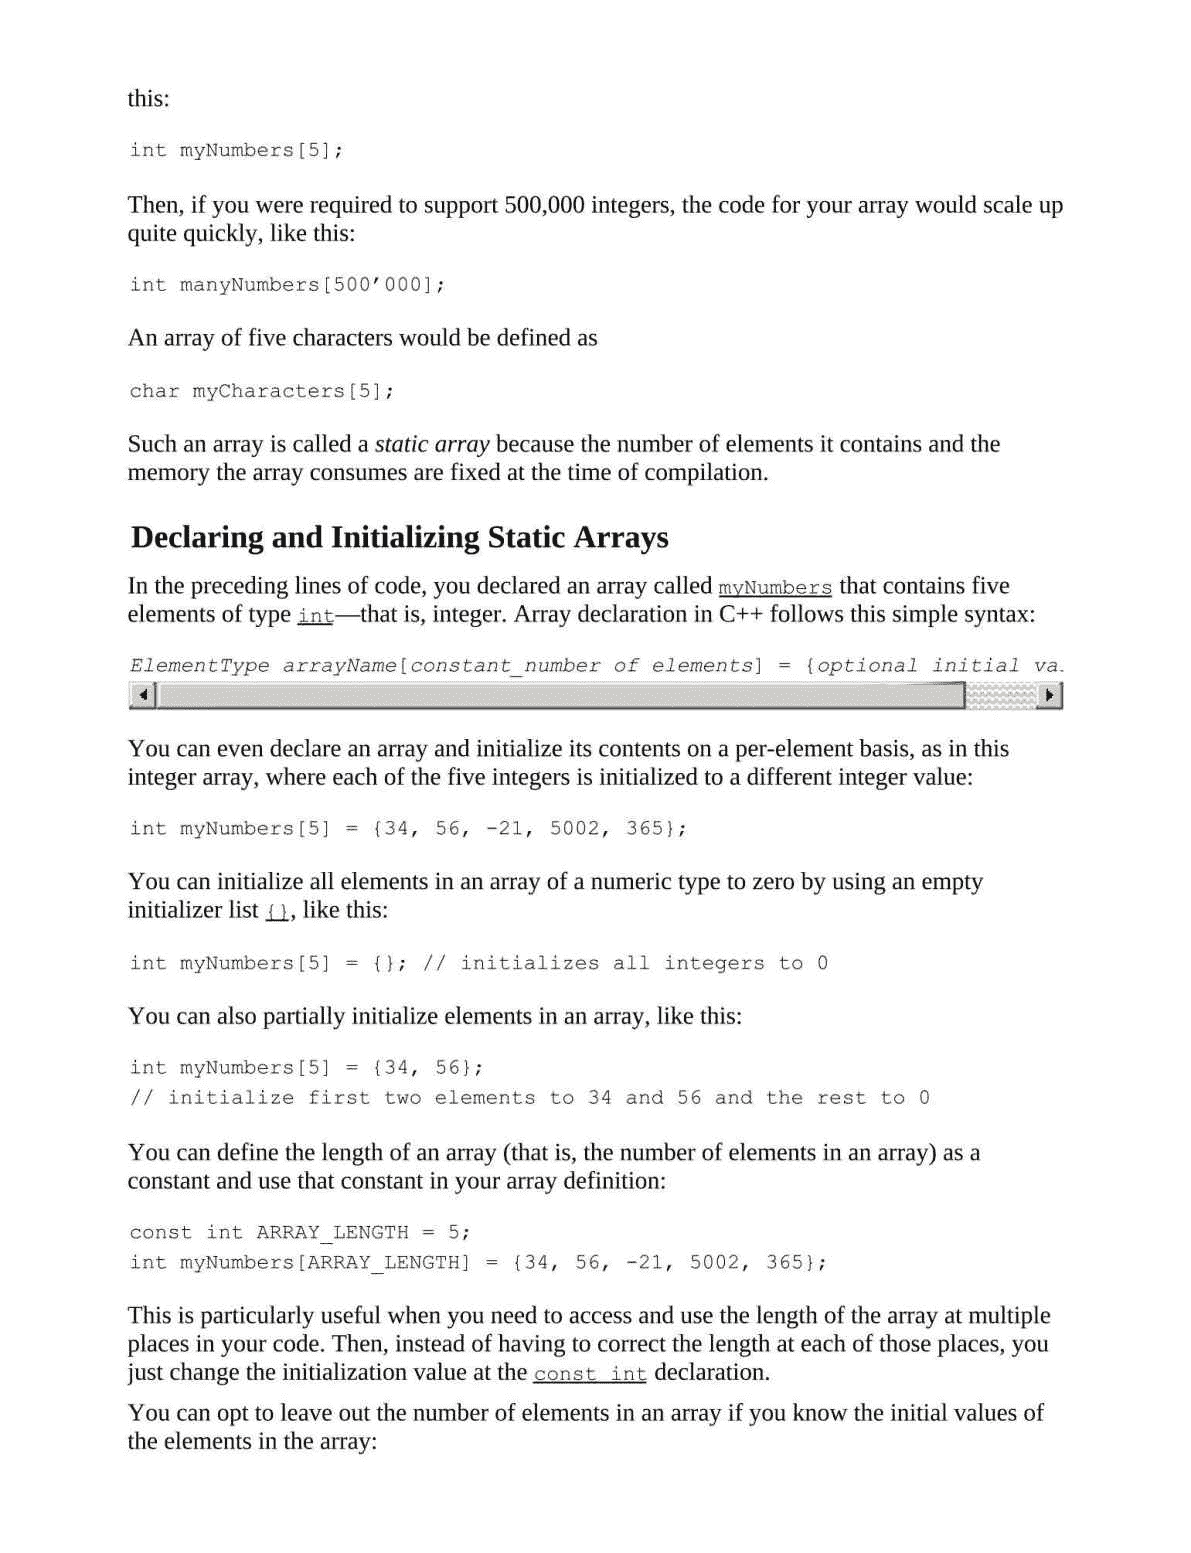 this:
int myNumbers[5];
Then, if you were required to support 500,000 integers, the code for your array would scale up
quite quickly, like this:
int manyNumbers[500’000];
An array of five characters would be defined as
char myCharacters[5];
Such an array is called a static array because the number of elements it contains and the
memory the array consumes are fixed at the time of compilation.
Declaring and Initializing Static Arrays
In the preceding lines of code, you declared an array called myNumbers that contains five
elements of type int—that is, integer. Array declaration in C++ follows this simple syntax:
ElementType arrayName[constant_number of elements] = {optional initial va
You can even declare an array and initialize its contents on a per-element basis, as in this
integer array, where each of the five integers is initialized to a different integer value:
int myNumbers[5] = {34, 56, -21, 5002, 365};
You can initialize all elements in an array of a numeric type to zero by using an empty
initializer list {}, like this:
int myNumbers[5] = {}; // initializes all integers to 0
You can also partially initialize elements in an array, like this:
int myNumbers[5] = {34, 56};
// initialize first two elements to 34 and 56 and the rest to 0
You can define the length of an array (that is, the number of elements in an array) as a
constant and use that constant in your array definition:
const int ARRAY_LENGTH = 5;
int myNumbers[ARRAY_LENGTH] = {34, 56, -21, 5002, 365};
This is particularly useful when you need to access and use the length of the array at multiple
places in your code. Then, instead of having to correct the length at each of those places, you
just change the initialization value at the const int declaration.
You can opt to leave out the number of elements in an array if you know the initial values of
the elements in the array: